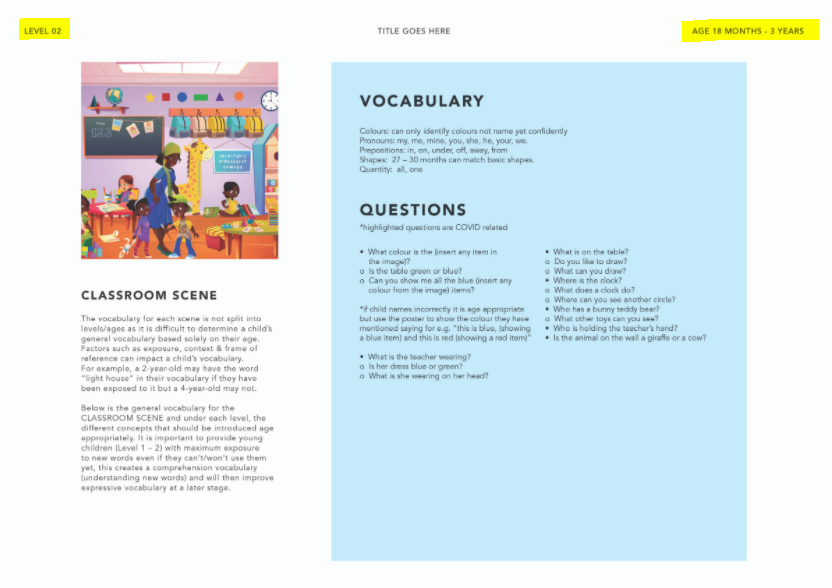 LEVEL 02
TITLE GOES HERE
AGE 18 MONTHS - 3 YEARS
CLASSROOM SCENE
The vocabulary for each scene is not split into
levels/ages as it is difficult to determine a child's
general vocabulary based solely on their age.
Factors such as exposure, context & frame of
reference can impact a child's vocabulary.
For example, a 2-year-old may have the word
"light house" in their vocabulary if they have
been exposed to it but a 4-year-old may not.
Below is the general vocabulary for the
CLASSROOM SCENE and under each level, the
different concepts that should be introduced age
appropriately. It is important to provide young
children (Level 1 – 2) with maximum exposure
to new words even if they can't/won't use them
yet, this creates a comprehension vocabulary
(understanding new words) and will then improve
expressive vocabulary at a later stage.
VOCABULARY
Colours: can only identify colours not name yet confidently
Pronouns: my, me, mine, you, she, he, your, we.
Prepositions: in, on, under, off, away, from
Shapes: 27 – 30 months can match basic shapes.
Quantity: all, one
QUESTIONS
*highlighted questions are COVID related
• What colour is the (insert any item in
the image)?
o Is the table green or blue?
o Can you show me all the blue (insert any
colour from the image) items?
*if child names incorrectly it is age appropriate
but use the poster to show the colour they have
mentioned saying for e.g. "this is blue, (showing
a blue item) and this is red (showing a red item)"
• What is the teacher wearing?
o Is her dress blue or green?
o What is she wearing on her head?
• What is on the table?
o Do you like to draw?
o What can you draw?
• Where is the clock?
o What does a clock do?
o Where can you see another circle?
• Who has a bunny teddy bear?
o What other toys can you see?
• Who is holding the teacher's hand?
• Is the animal on the wall a giraffe or a cow?